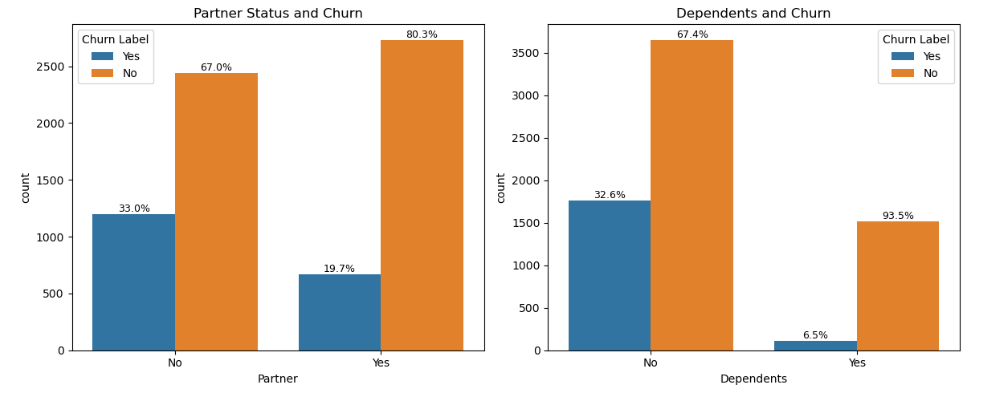 Partner Status and Churn
Churn Label
Yes
No
33.0%
67.0%
19.7%
80.3%
2500
2000
1500
1000
500
0
count
No
Yes
Partner
Dependents and Churn
Churn Label
Yes
No
32.6%
67.4%
6.5%
93.5%
3500
3000
2500
2000
1500
1000
500
0
count
No
Yes
Dependents